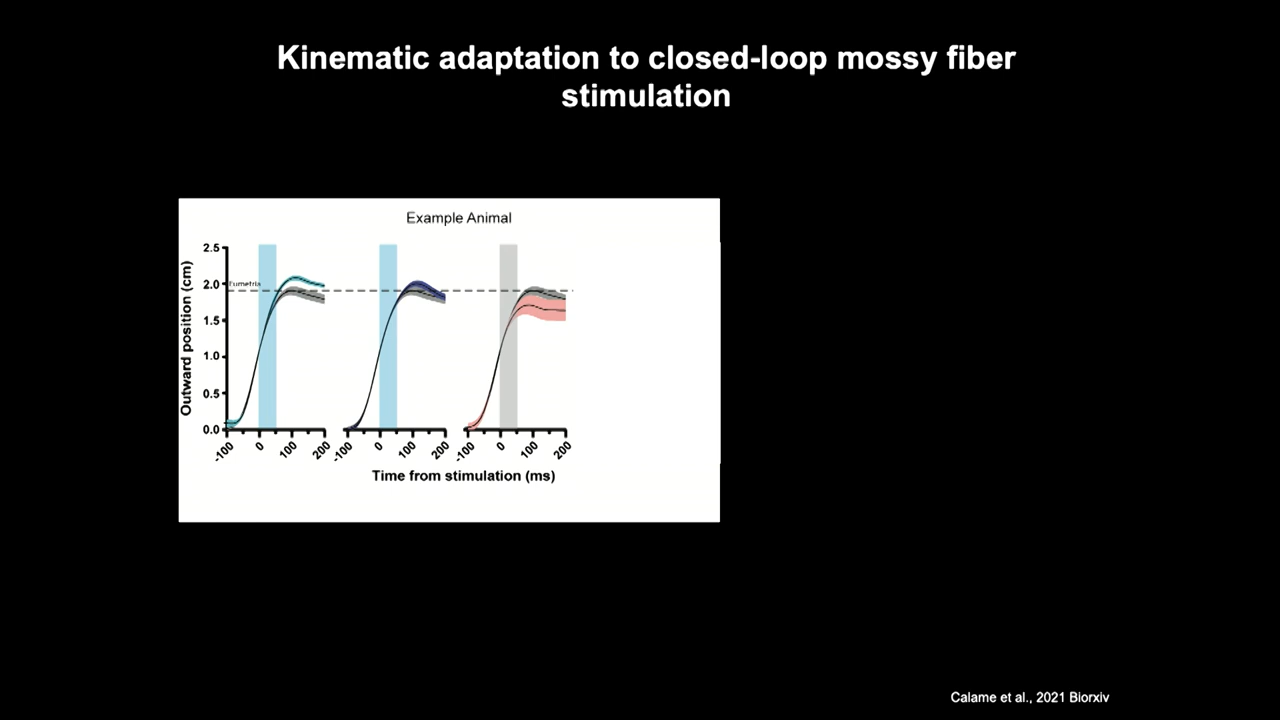 Kinematic adaptation to closed-loop mossy fiber
stimulation
Example Animal
Outward position (cm)
2.5
2.0
1.5
1.0
0.5
0.0
-100 0 100 200 -100 0 100 200 -100 0 100 200
Time from stimulation (ms)
Calame et al., 2021 Biorxiv